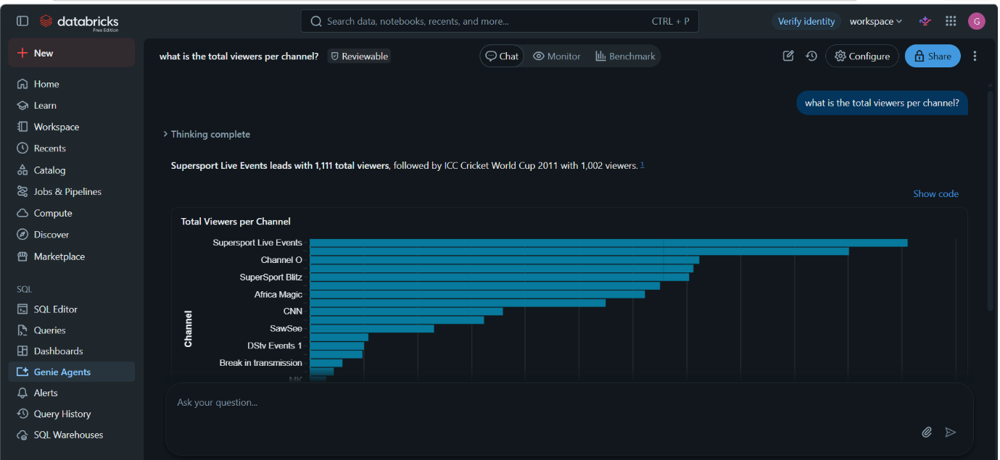 databricks
Free Edition
Search data, notebooks, recents, and more... CTRL + P
Verify identity
workspace
G
New
Home
Learn
Workspace
Recents
Catalog
Jobs & Pipelines
Compute
Discover
Marketplace
SQL
SQL Editor
Queries
Dashboards
Genie Agents
Alerts
Query History
SQL Warehouses
what is the total viewers per channel? Reviewable
Chat Monitor Benchmark
Configure Share
what is the total viewers per channel?
Thinking complete
Supersport Live Events leads with 1,111 total viewers, followed by ICC Cricket World Cup 2011 with 1,002 viewers. 1
Show code
Total Viewers per Channel
Channel
Supersport Live Events
Channel O
SuperSport Blitz
Africa Magic
CNN
SawSee
DStv Events 1
Break in transmission
MK
Ask your question...